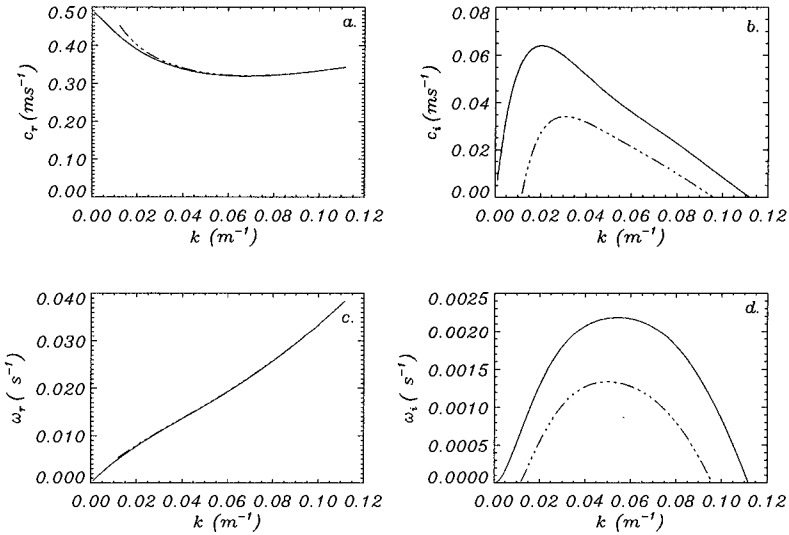 a.
0.50
0.40
0.30
0.20
0.10
0.00
c_r (ms⁻¹)
0.00 0.02 0.04 0.06 0.08 0.10 0.12
k (m⁻¹)
b.
0.08
0.06
0.04
0.02
0.00
c_i (ms⁻¹)
0.00 0.02 0.04 0.06 0.08 0.10 0.12
k (m⁻¹)
c.
0.040
0.030
0.020
0.010
0.000
ω_r ( s⁻¹)
0.00 0.02 0.04 0.06 0.08 0.10 0.12
k (m⁻¹)
d.
0.0025
0.0020
0.0015
0.0010
0.0005
0.0000
ω_i ( s⁻¹)
0.00 0.02 0.04 0.06 0.08 0.10 0.12
k (m⁻¹)